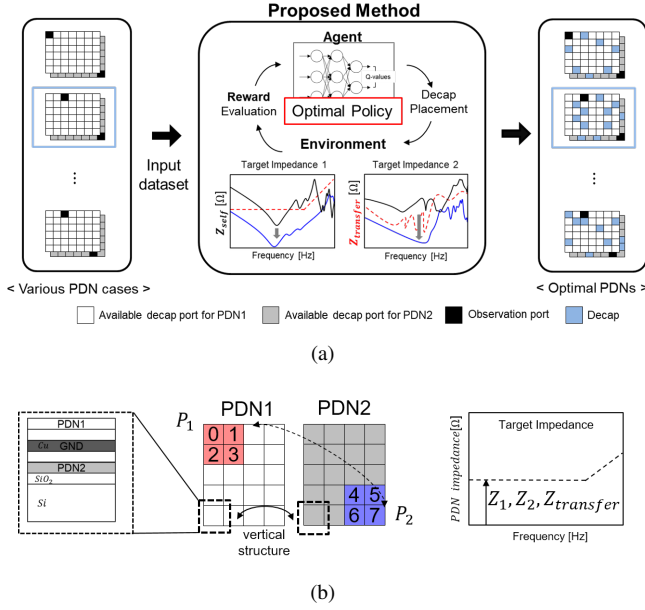 Proposed Method
Agent
Q-values
Reward
Evaluation
Optimal Policy
Decap
Placement
Environment
Input
dataset
Target Impedance 1
Target Impedance 2
Z_self [Ω]
Z_transfer [Ω]
Frequency [Hz]
Frequency [Hz]
< Various PDN cases >
< Optimal PDNs >
Available decap port for PDN1
Available decap port for PDN2
Observation port
Decap
(a)
PDN1
Cu GND
PDN2
SiO₂
Si
PDN1
PDN2
P₁
0 1
2 3
4 5
6 7
P₂
vertical
structure
Target Impedance
PDN impedance[Ω]
Z₁, Z₂, Z_transfer
Frequency [Hz]
(b)